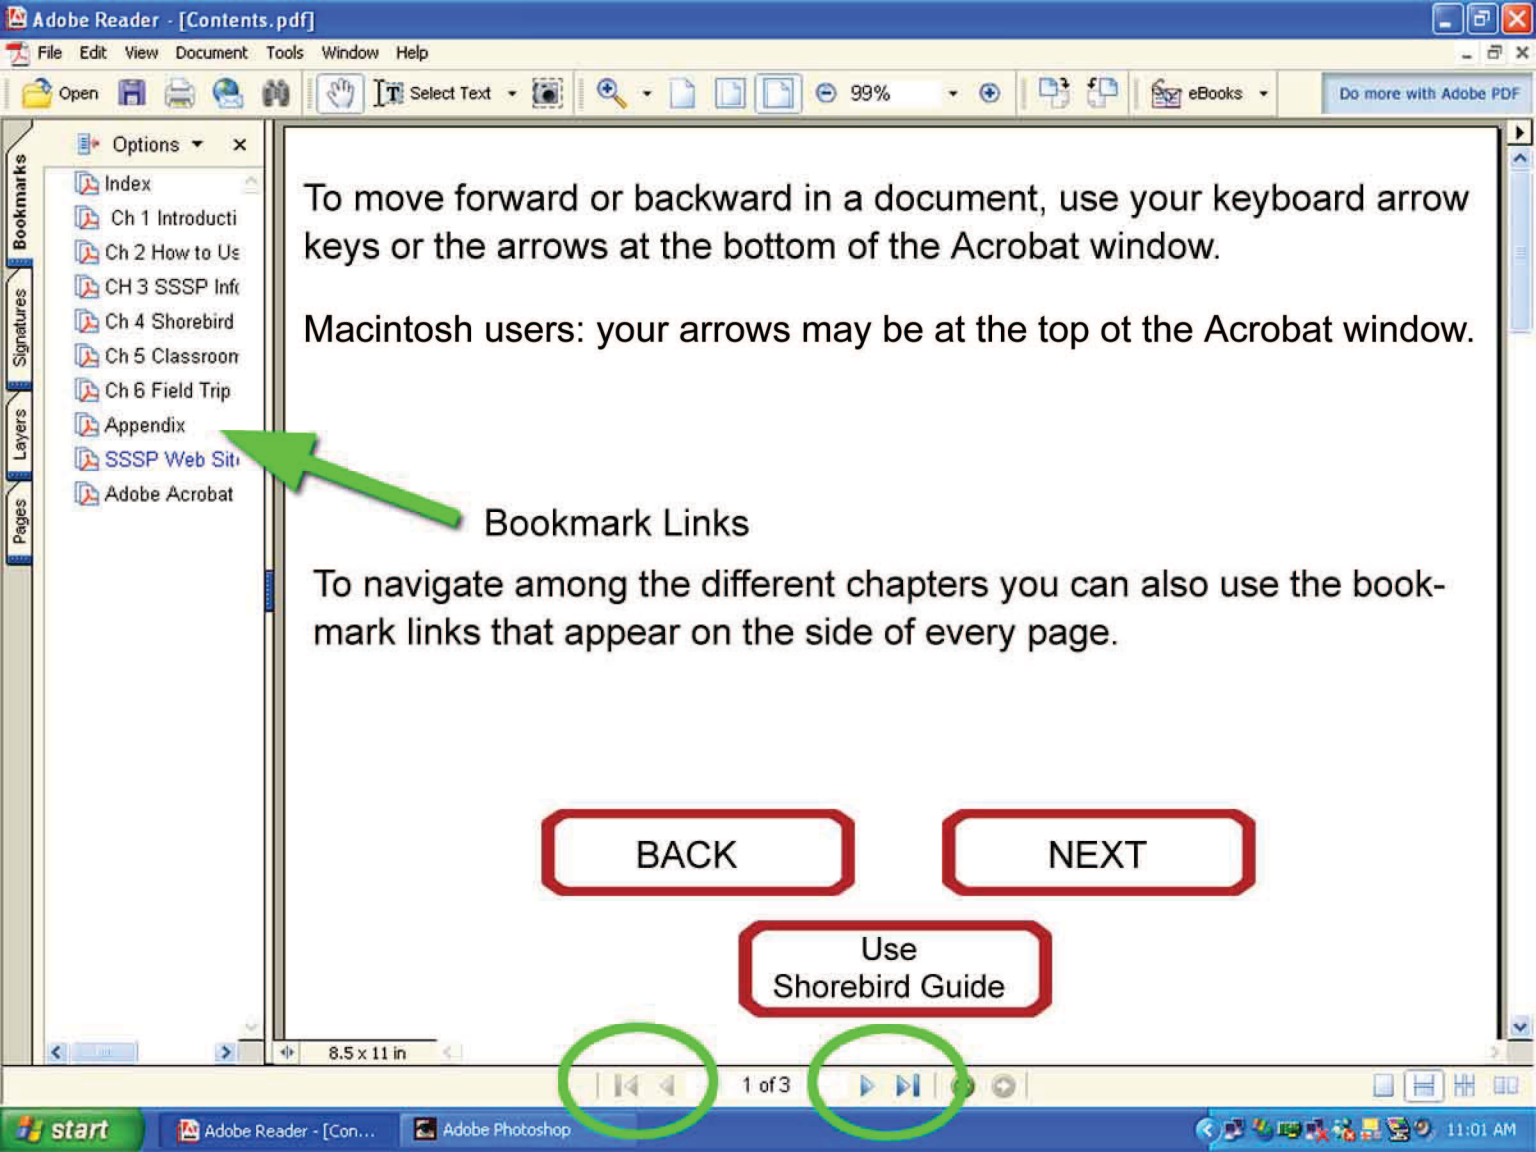 Adobe Reader - [Contents.pdf]
File Edit View Document Tools Window Help
Open Select Text 99% eBooks Do more with Adobe PDF
Bookmarks
Signatures
Layers
Pages
Options
Index
Ch 1 Introducti
Ch 2 How to Us
CH 3 SSSP Info
Ch 4 Shorebird
Ch 5 Classroon
Ch 6 Field Trip
Appendix
SSSP Web Site
Adobe Acrobat
To move forward or backward in a document, use your keyboard arrow
keys or the arrows at the bottom of the Acrobat window.
Macintosh users: your arrows may be at the top ot the Acrobat window.
Bookmark Links
To navigate among the different chapters you can also use the book-
mark links that appear on the side of every page.
BACK
NEXT
Use
Shorebird Guide
8.5 x 11 in
1 of 3
start Adobe Reader - [Con... Adobe Photoshop 11:01 AM